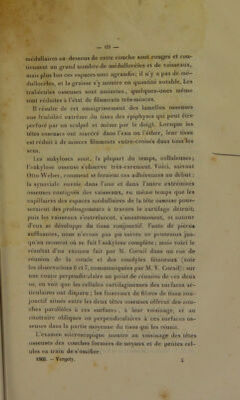 — 49 —
médullaires au-dessous de cette couche sont rouges et con-
tiennent un grand nombre de médullocelles et de vaisseaux,
mais plus bas ces espaces sont agrandis; il n'y a pas de mé-
dullocelles, et la graisse s'y montre en quantité notable. Les
trabécules osseuses sont amincies, quelques-unes même
sont réduites à l'état de filaments très-minces.
Il résulte de cet amaigrissement des lamelles osseuses
une friabilité extrême du tissu des épiphyses qui peut être
perforé par un scalpel et même par le doigt. Lorsque les
têtes osseuses ont macéré dans l'eau ou l'éther, leur tissu
est réduit à de minces filaments entre-croisés dans tous les
sens.
Les ankyloses sont, la plupart du temps, celluleuses;
l'ankylose osseuse s'observe très-rarement. Voici, suivant
Otto Weber, comment se forment ces adhérences au début:
la synoviale envoie dans l'une et dans l'autre extrémités
osseuses contiguës des vaisseaux, en même temps que les
capillaires des espaces médullaires de la tête osseuse pous-
seraient des prolongements à travers le cartilage détruit,
puis les vaisseaux s'entrelacent, s'anastomosent, et autour
d'eux se développe du tissu conjonctif. Faute de pièces
suffisantes, nous n'avons pas pu suivre ce processus jus-
qu'au moment où se fait l'ankylose complète; mais voici le
résultat d'un examen fait par M. Cornil dans un cas de
réunion de la rotule et des condyles fémoraux (voir
les observations 6 et 7, communiquées par M. V. Cornil): sur
une coupe perpendiculaire au point de réunion de ces deux
os, on voit que les cellules cartilagineuses des surfaces ar-
ticulaires ont disparu; les faisceaux de fibres de tissu con-
jonctif situés entre les deux têtes osseuses offrent des cou-
ches parallèles à ces surfaces, à leur voisinage, et au
contraire obliques ou perpendiculaires à ces surfaces os-
seuses dans la partie moyenne du tissu qui les réunit.
L'examen microscopique montre au voisinage des têtes
osseuses des couches formées de noyaux et de petites cel-
lules en train de s'ossifier.
1866. — Vergely. 4